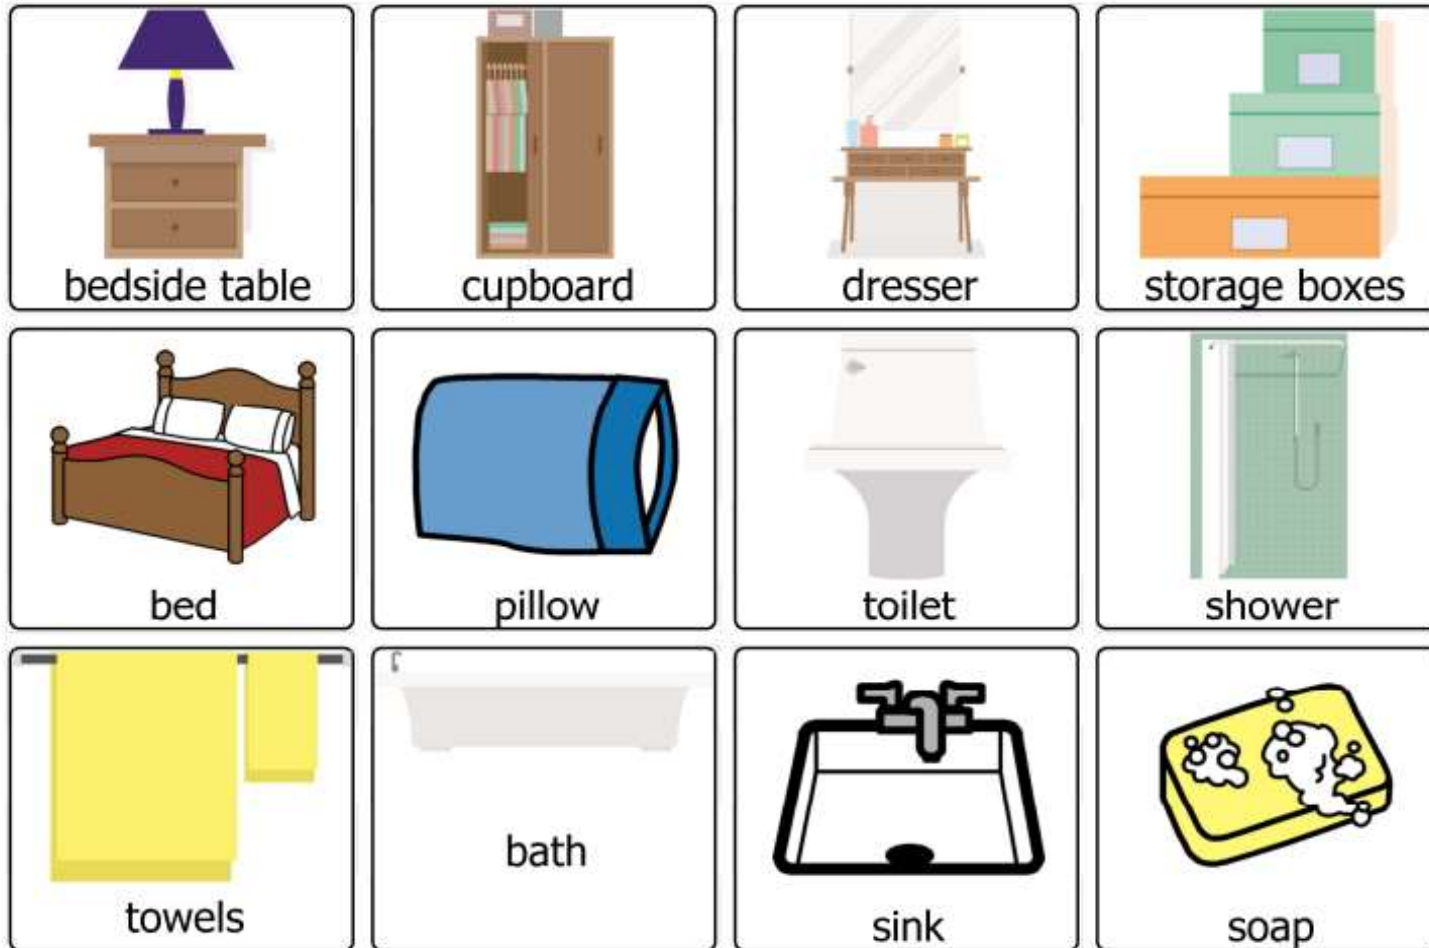 bedside table
cupboard
dresser
storage boxes
bed
pillow
toilet
shower
towels
bath
sink
soap